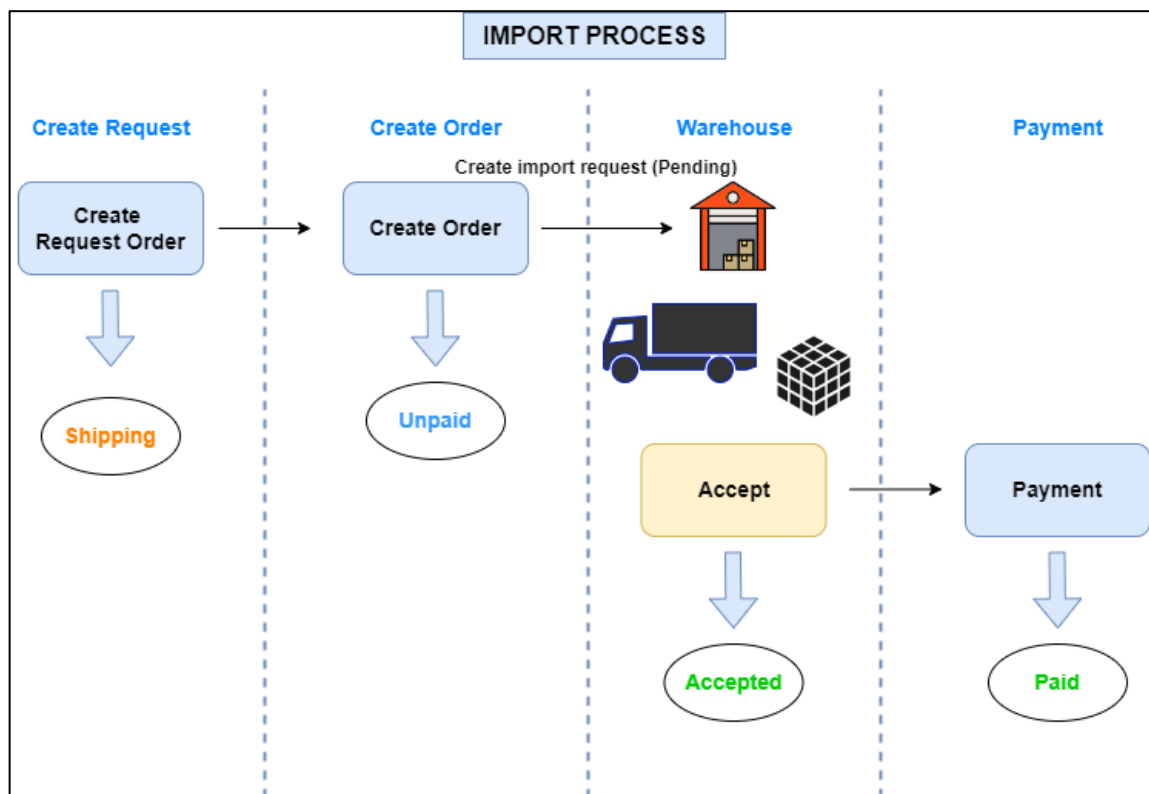 IMPORT PROCESS
Create Request
Create Order
Warehouse
Payment
Create import request (Pending)
Create
Request Order
Create Order
Shipping
Unpaid
Accept
Payment
Accepted
Paid